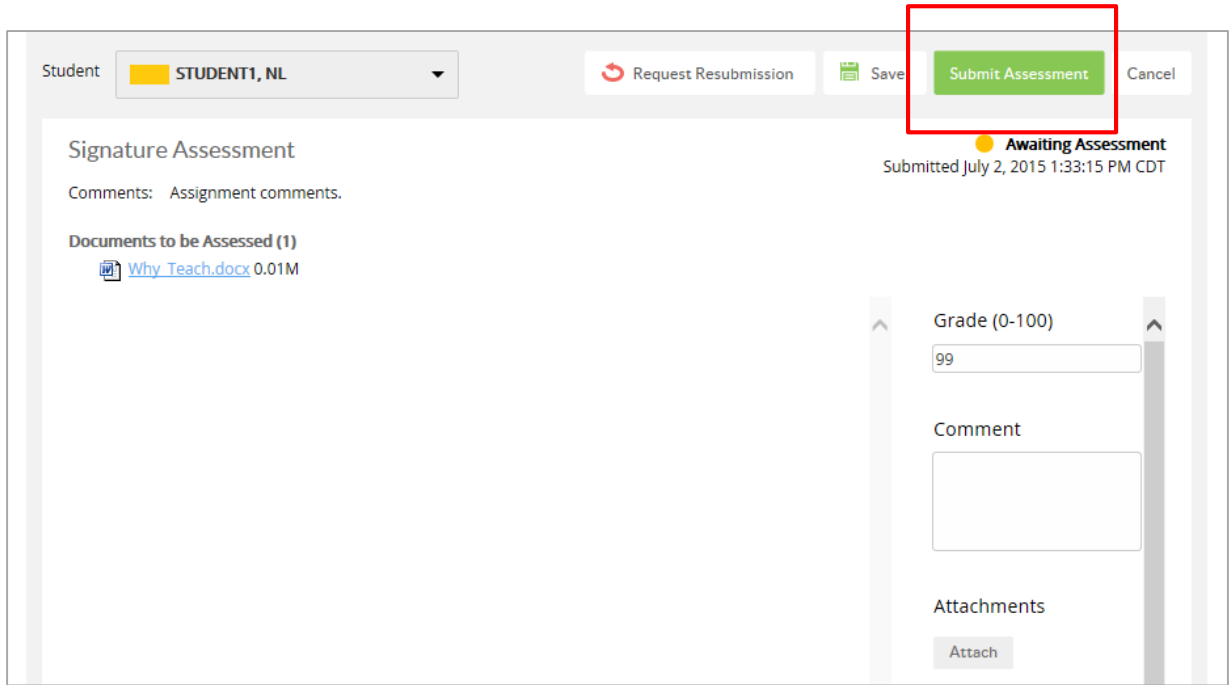 Student STUDENT1, NL Request Resubmission Save Submit Assessment Cancel
Signature Assessment
Awaiting Assessment
Submitted July 2, 2015 1:33:15 PM CDT
Comments: Assignment comments.
Documents to be Assessed (1)
Why_Teach.docx 0.01M
Grade (0-100)
99
Comment
Attachments
Attach